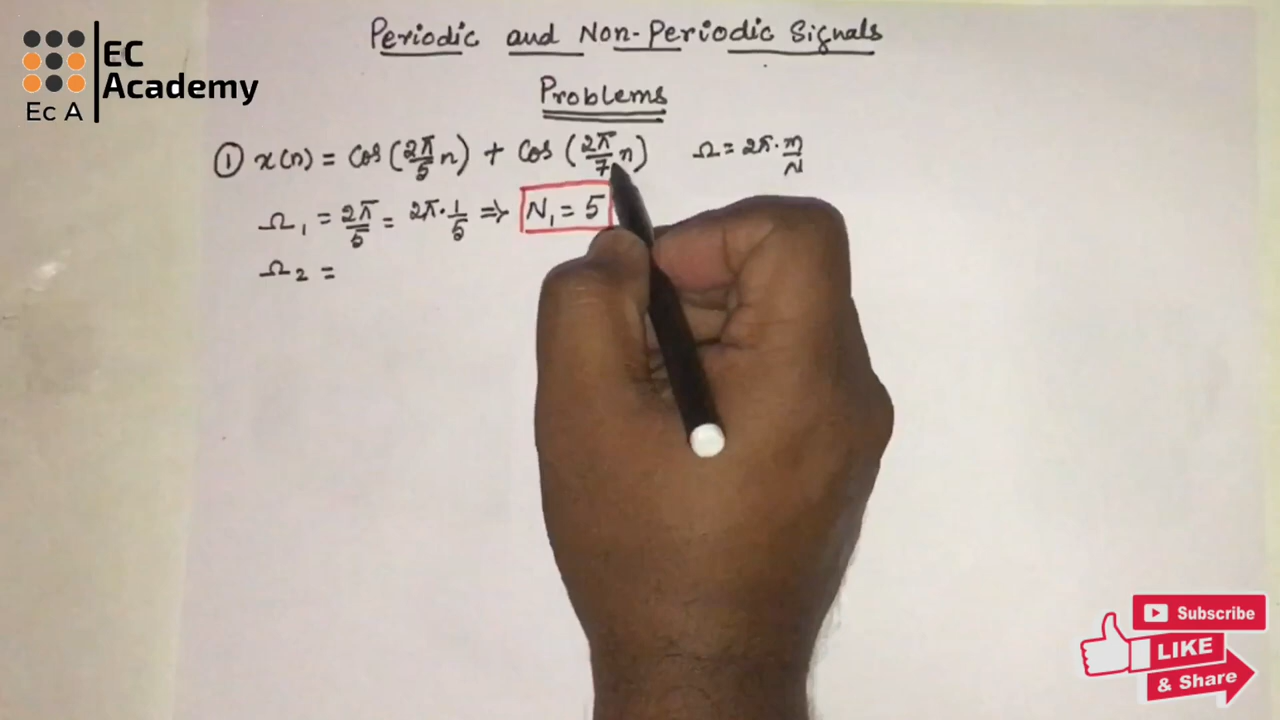 EC
Academy
Ec A
Periodic and Non-Periodic Signals
Problems
① x(n) = Cos(2π/5 n) + Cos(2π/7 n) Ω = 2π·m/N
Ω₁ = 2π/5 = 2π·1/5 ⇒ N₁ = 5
Ω₂ =
Subscribe
LIKE
& Share